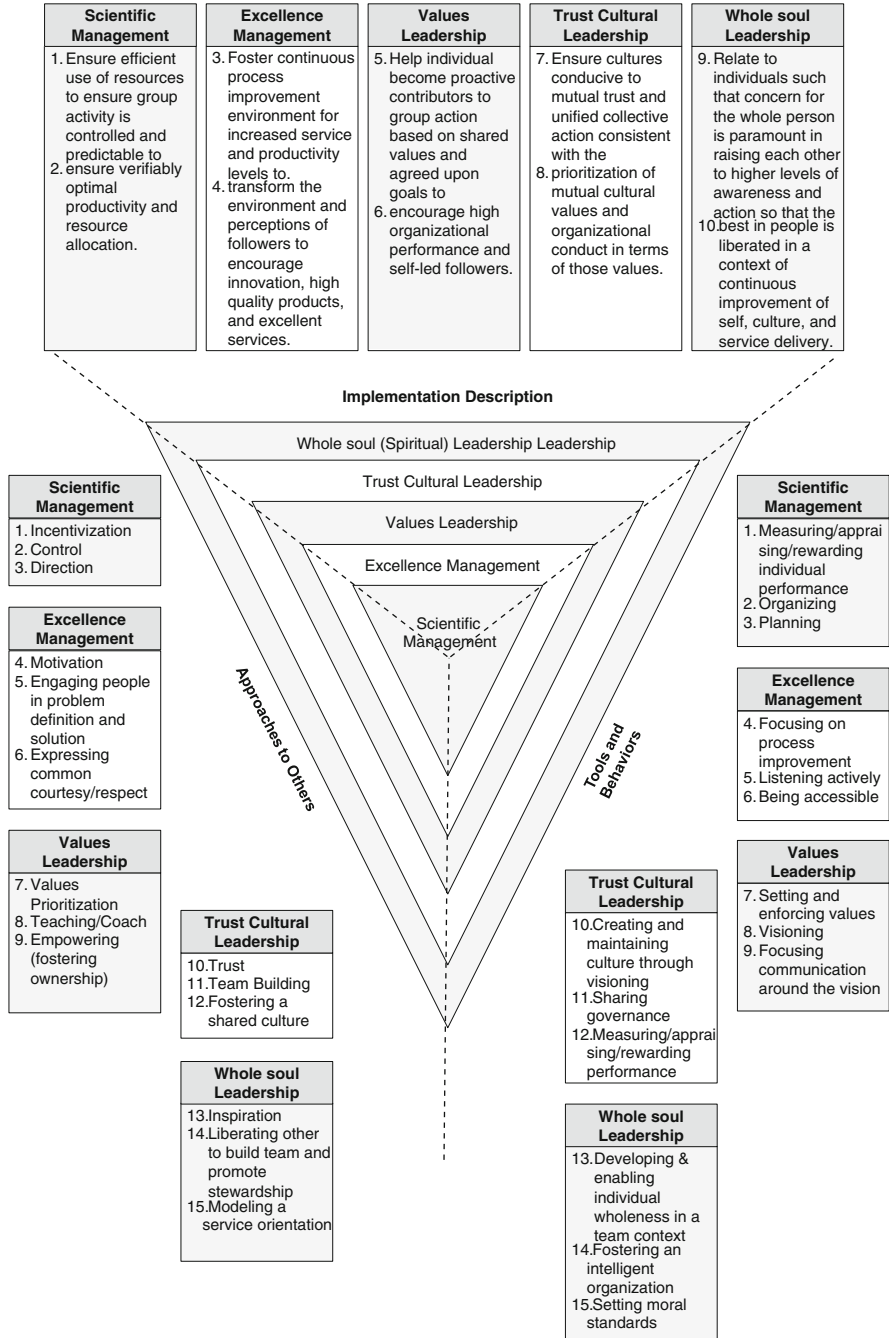 Scientific
Management
1. Ensure efficient
use of resources
to ensure group
activity is
controlled and
predictable to
2. ensure verifiably
optimal
productivity and
resource
allocation.
Excellence
Management
3. Foster continuous
process
improvement
environment for
increased service
and productivity
levels to.
4. transform the
environment and
perceptions of
followers to
encourage
innovation, high
quality products,
and excellent
services.
Values
Leadership
5. Help individual
become proactive
contributors to
group action
based on shared
values and
agreed upon
goals to
6. encourage high
organizational
performance and
self-led followers.
Trust Cultural
Leadership
7. Ensure cultures
conducive to
mutual trust and
unified collective
action consistent
with the
8. prioritization of
mutual cultural
values and
organizational
conduct in terms
of those values.
Whole soul
Leadership
9. Relate to
individuals such
that concern for
the whole person
is paramount in
raising each other
to higher levels of
awareness and
action so that the
10. best in people is
liberated in a
context of
continuous
improvement of
self, culture, and
service delivery.
Implementation Description
Whole soul (Spiritual) Leadership Leadership
Trust Cultural Leadership
Values Leadership
Excellence Management
Scientific
Management
Approaches to Others
Tools and
Behaviors
Scientific
Management
1. Incentivization
2. Control
3. Direction
Excellence
Management
4. Motivation
5. Engaging people
in problem
definition and
solution
6. Expressing
common
courtesy/respect
Values
Leadership
7. Values
Prioritization
8. Teaching/Coach
9. Empowering
(fostering
ownership)
Trust Cultural
Leadership
10. Trust
11. Team Building
12. Fostering a
shared culture
Whole soul
Leadership
13. Inspiration
14. Liberating other
to build team and
promote
stewardship
15. Modeling a
service orientation
Scientific
Management
1. Measuring/apprai
sing/rewarding
individual
performance
2. Organizing
3. Planning
Excellence
Management
4. Focusing on
process
improvement
5. Listening actively
6. Being accessible
Values
Leadership
7. Setting and
enforcing values
8. Visioning
9. Focusing
communication
around the vision
Trust Cultural
Leadership
10. Creating and
maintaining
culture through
visioning
11. Sharing
governance
12. Measuring/apprai
sing/rewarding
performance
Whole soul
Leadership
13. Developing &
enabling
individual
wholeness in a
team context
14. Fostering an
intelligent
organization
15. Setting moral
standards